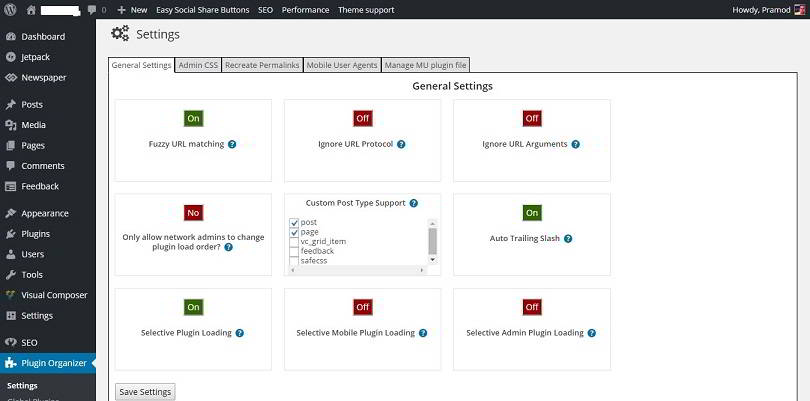 0 + New Easy Social Share Buttons SEO Performance Theme support Howdy, Pramod
Dashboard
Jetpack
Newspaper
Posts
Media
Pages
Comments
Feedback
Appearance
Plugins
Users
Tools
Visual Composer
Settings
SEO
Plugin Organizer
Settings
Global Plugins
Settings
General Settings Admin CSS Recreate Permalinks Mobile User Agents Manage MU plugin file
General Settings
On
Fuzzy URL matching ?
Off
Ignore URL Protocol ?
Off
Ignore URL Arguments ?
No
Only allow network admins to change
plugin load order? ?
Custom Post Type Support ?
post
page
vc_grid_item
feedback
safecss
On
Auto Trailing Slash ?
On
Selective Plugin Loading ?
Off
Selective Mobile Plugin Loading ?
Off
Selective Admin Plugin Loading ?
Save Settings